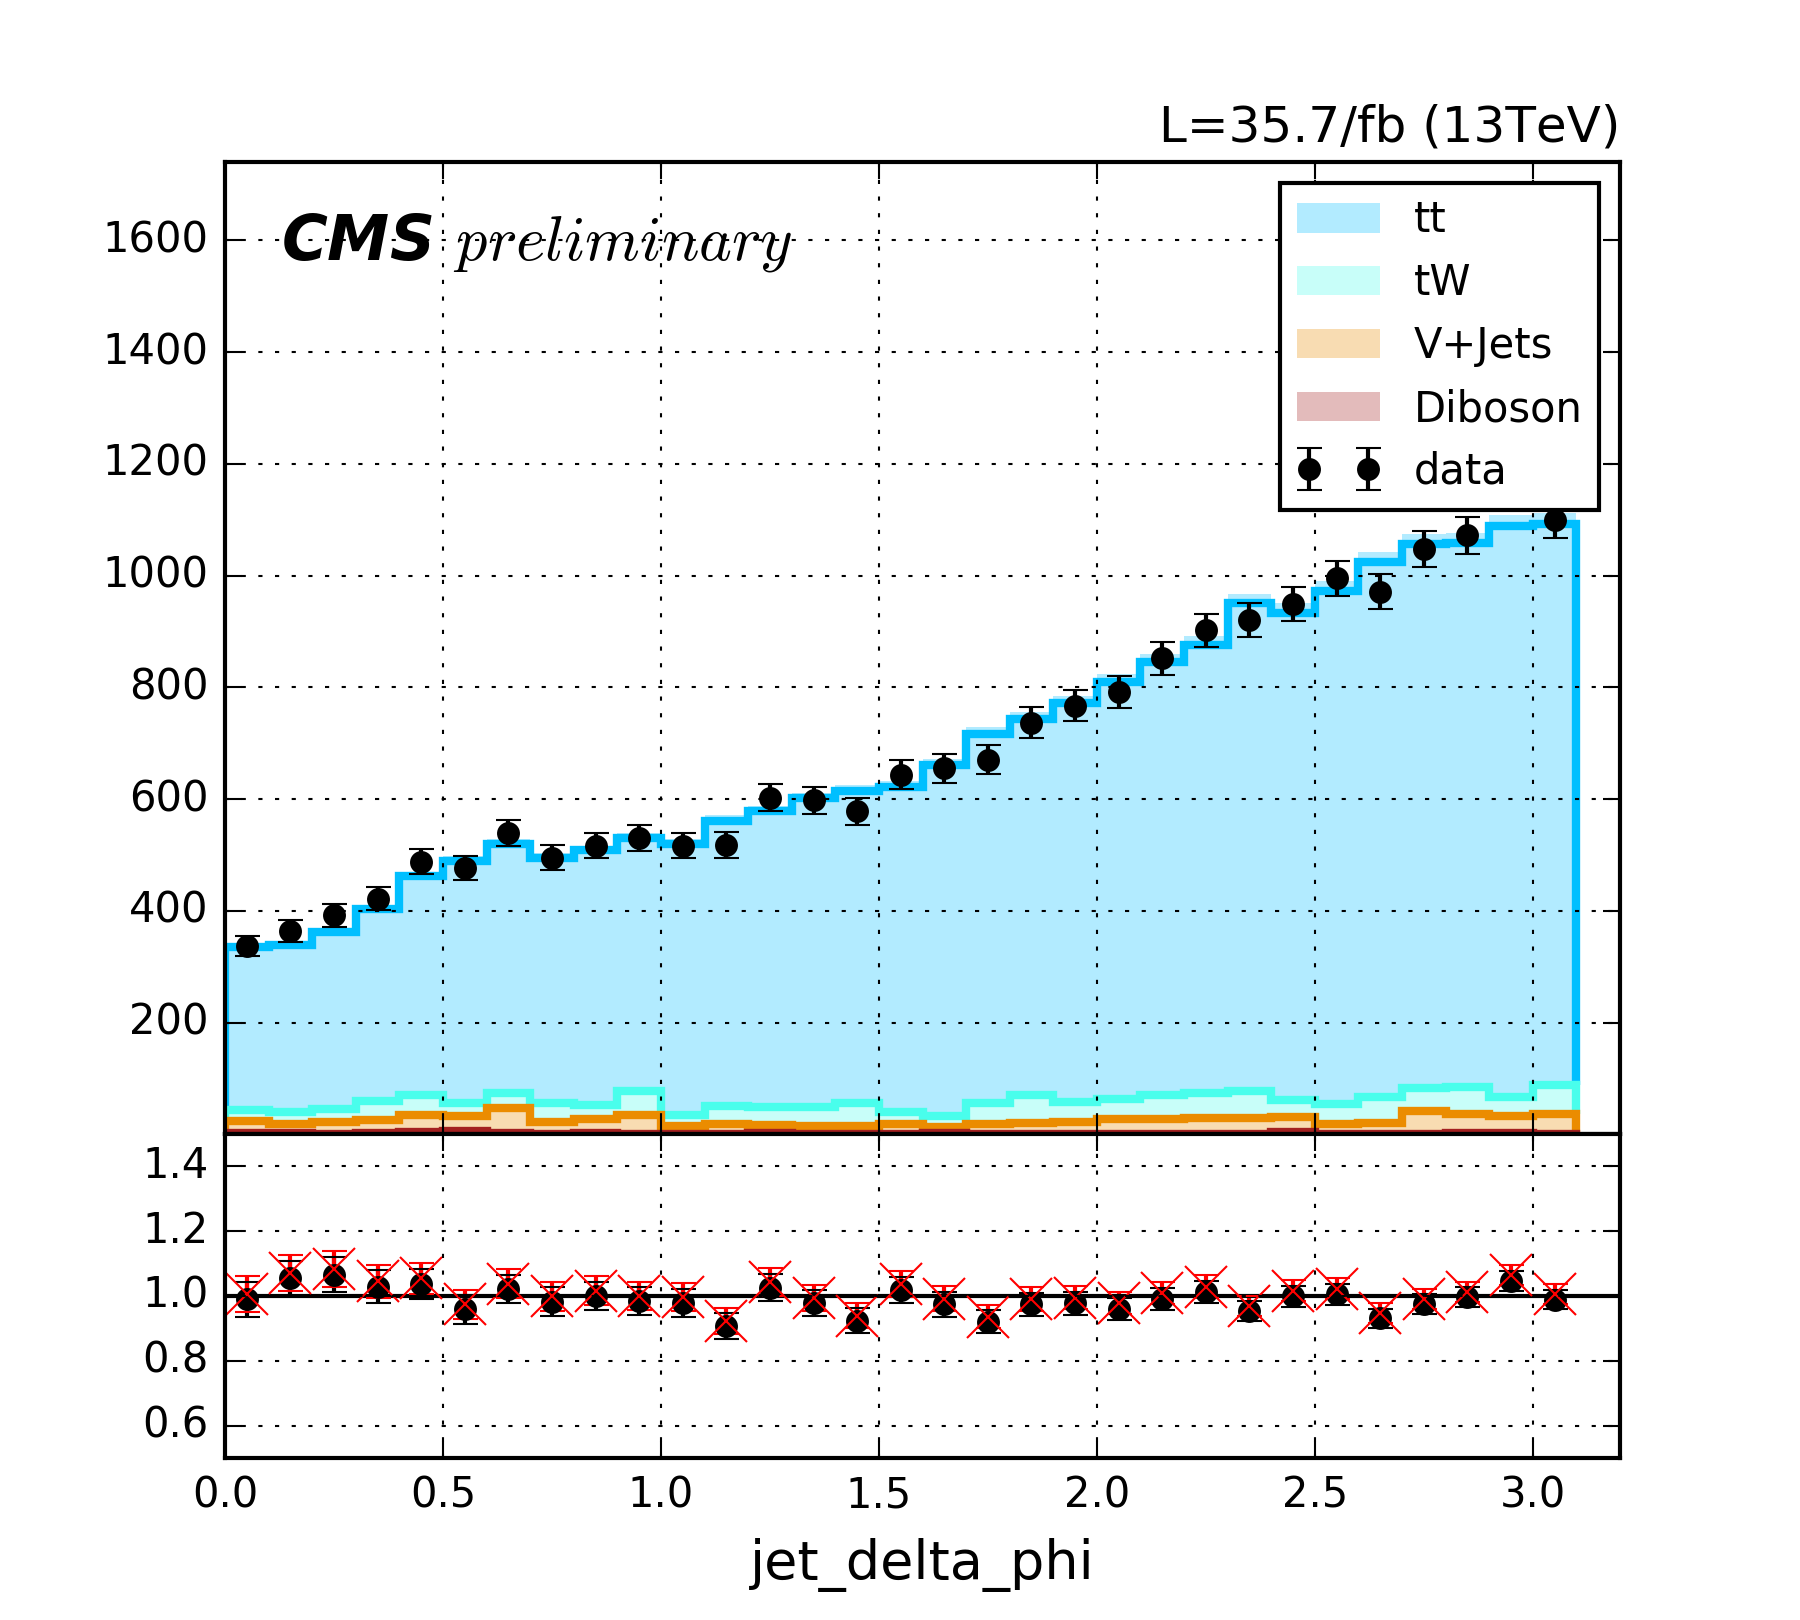 L=35.7/fb (13TeV)
CMS preliminary
1600
1400
1200
1000
800
600
400
200
tt
tW
V+Jets
Diboson
data
1.4
1.2
1.0
0.8
0.6
0.0 0.5 1.0 1.5 2.0 2.5 3.0
jet_delta_phi